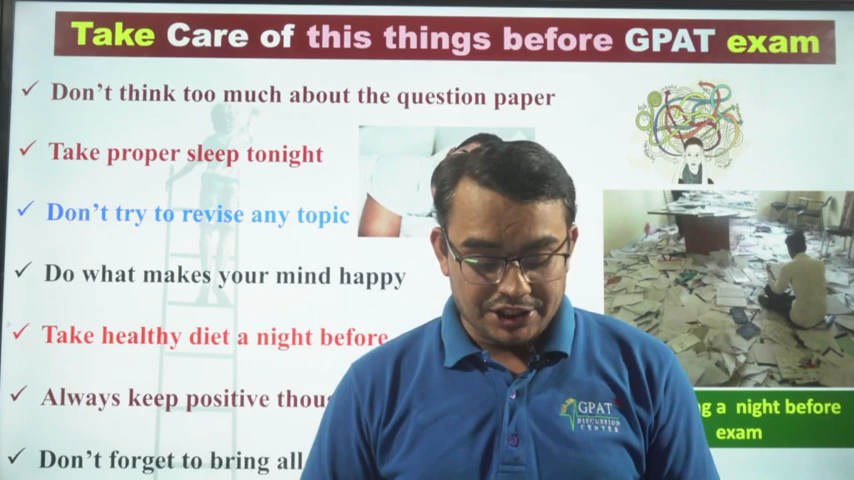 Take Care of this things before GPAT exam
✓ Don't think too much about the question paper
✓ Take proper sleep tonight
✓ Don't try to revise any topic
✓ Do what makes your mind happy
✓ Take healthy diet a night before
✓ Always keep positive thou
✓ Don't forget to bring all
g a night before
exam
GPAT
DISCUSSION
CENTER